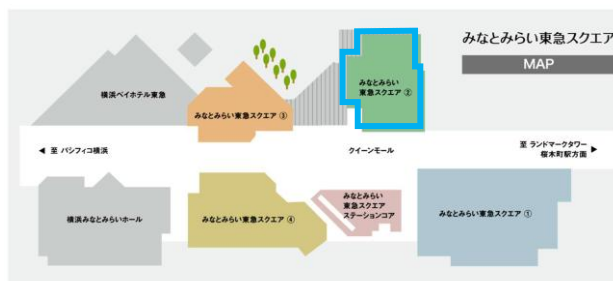 みなとみらい東急スクエア
MAP
横浜ベイホテル東急
みなとみらい東急スクエア ③
みなとみらい
東急スクエア ②
◀ 至 パシフィコ横浜
クイーンモール
至 ランドマークタワー
桜木町駅方面 ▶
横浜みなとみらいホール
みなとみらい東急スクエア ④
みなとみらい
東急スクエア
ステーションコア
みなとみらい東急スクエア ①